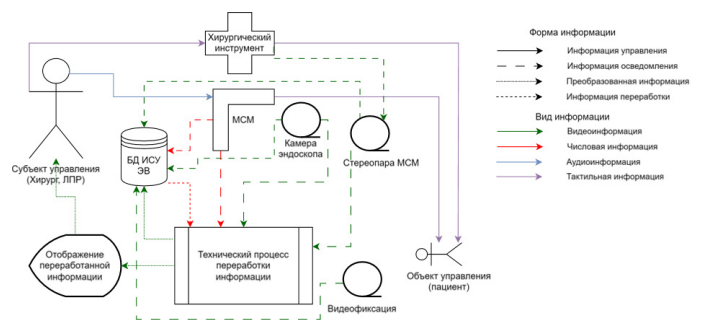 Форма информации
Хирургический
инструмент
Информация управления
Информация осведомления
Преобразованная информация
Информация переработки
Вид информации
Видеоинформация
Числовая информация
Аудиоинформация
Тактильная информация
МСМ
Камера
эндоскопа
Стереопара МСМ
БД ИСУ
ЭВ
Субъект управления
(Хирург, ЛПР)
Отображение
переработанной
информации
Технический процесс
переработки
информации
Объект управления
(пациент)
Видеофиксация